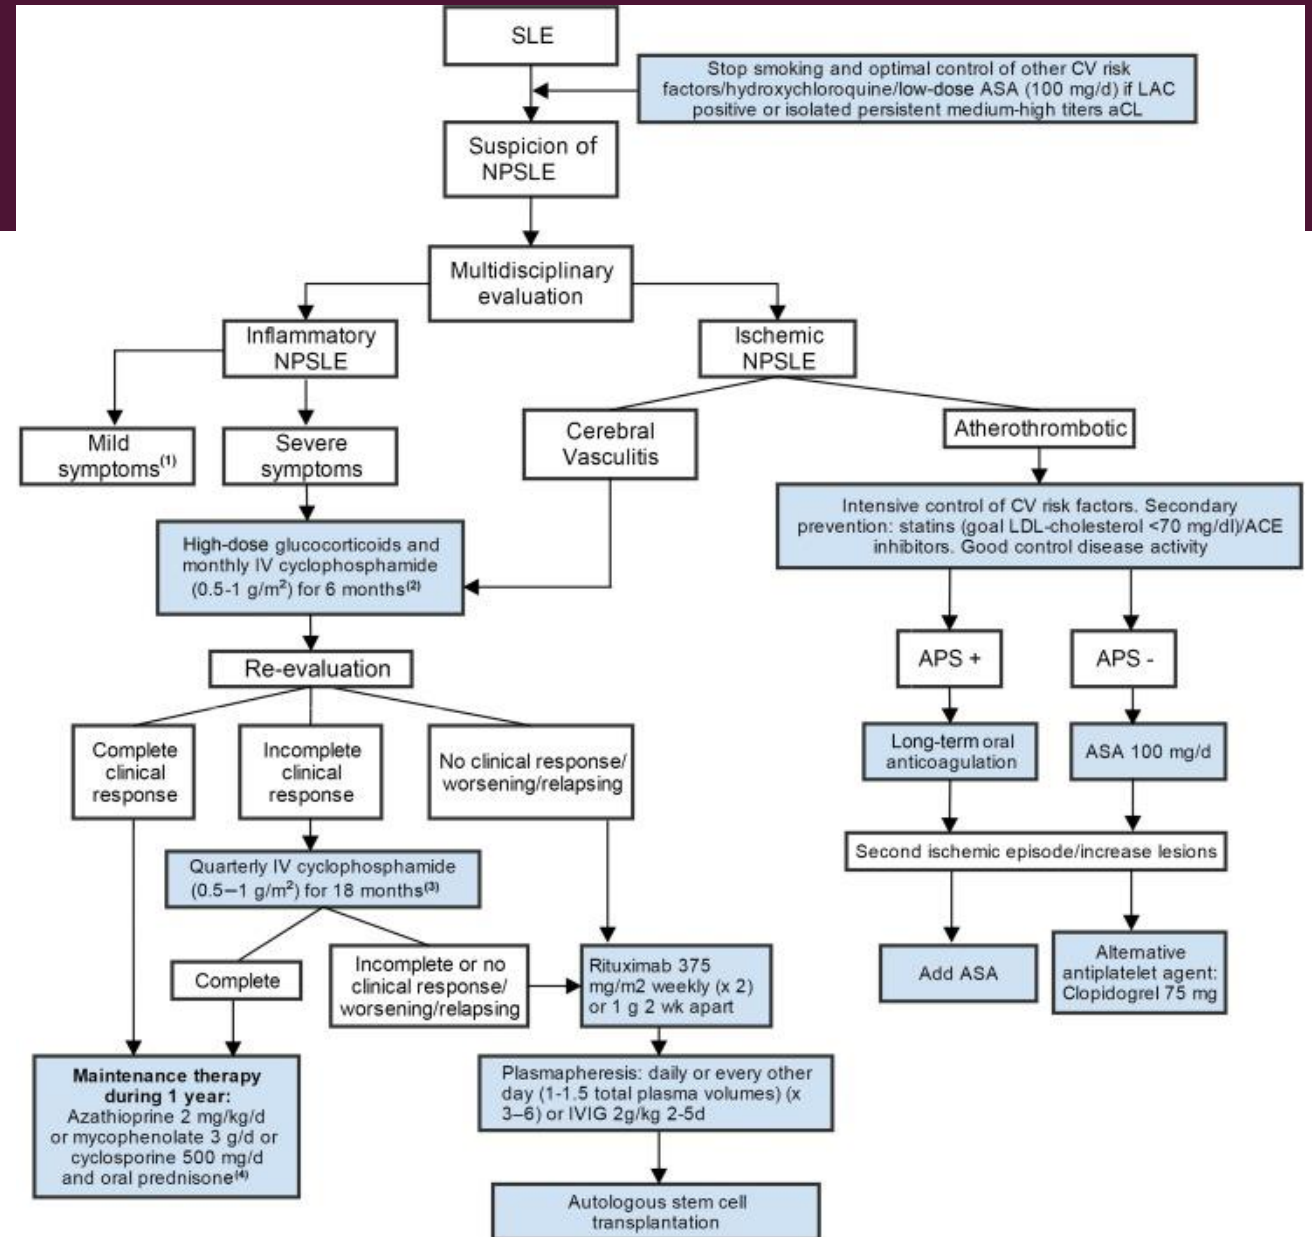 SLE
Stop smoking and optimal control of other CV risk
factors/hydroxychloroquine/low-dose ASA (100 mg/d) if LAC
positive or isolated persistent medium-high titers aCL
Suspicion of
NPSLE
Multidisciplinary
evaluation
Inflammatory
NPSLE
Ischemic
NPSLE
Mild
symptoms(1)
Severe
symptoms
Cerebral
Vasculitis
Atherothrombotic
High-dose glucocorticoids and
monthly IV cyclophosphamide
(0.5-1 g/m²) for 6 months(2)
Intensive control of CV risk factors. Secondary
prevention: statins (goal LDL-cholesterol <70 mg/dl)/ACE
inhibitors. Good control disease activity
Re-evaluation
APS +
APS -
Complete
clinical
response
Incomplete
clinical
response
No clinical response/
worsening/relapsing
Long-term oral
anticoagulation
ASA 100 mg/d
Quarterly IV cyclophosphamide
(0.5–1 g/m²) for 18 months(3)
Second ischemic episode/increase lesions
Complete
Incomplete or no
clinical response/
worsening/relapsing
Rituximab 375
mg/m2 weekly (x 2)
or 1 g 2 wk apart
Add ASA
Alternative
antiplatelet agent:
Clopidogrel 75 mg
Maintenance therapy
during 1 year:
Azathioprine 2 mg/kg/d
or mycophenolate 3 g/d or
cyclosporine 500 mg/d
and oral prednisone(4)
Plasmapheresis: daily or every other
day (1-1.5 total plasma volumes) (x
3–6) or IVIG 2g/kg 2-5d
Autologous stem cell
transplantation